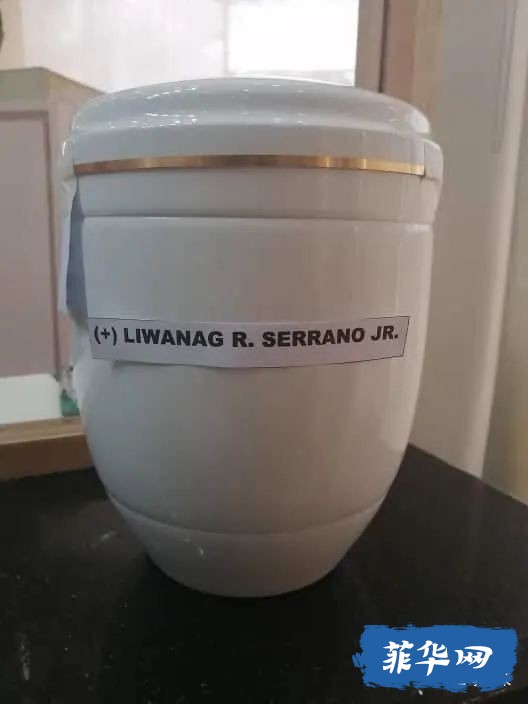 (+) LIWANAG R. SERRANO JR.
菲华网